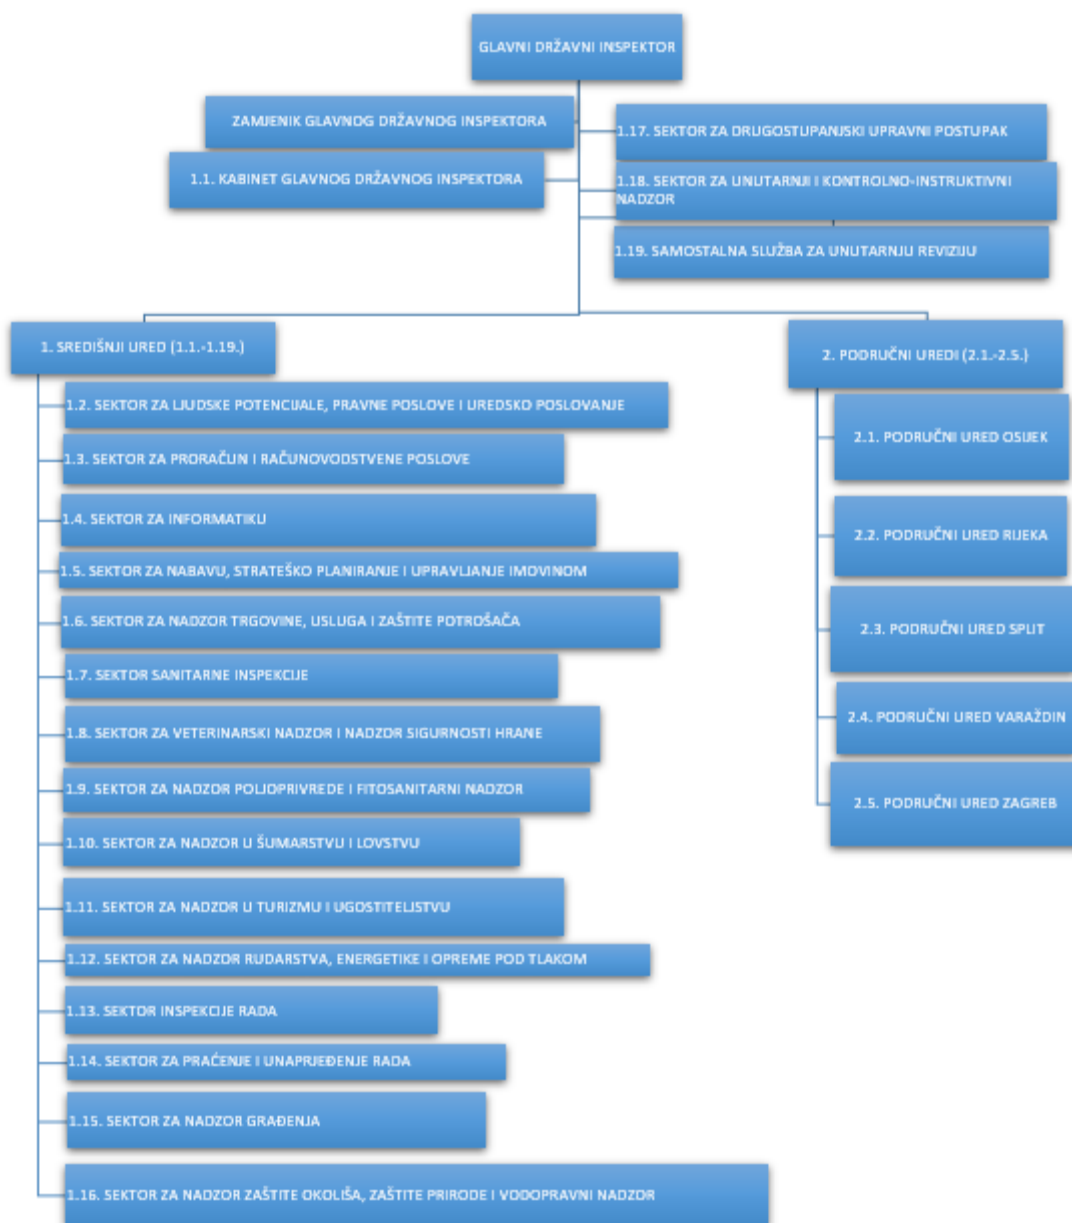 GLAVNI DRŽAVNI INSPEKTOR
ZAMJENIK GLAVNOG DRŽAVNOG INSPEKTORA
1.1. KABINET GLAVNOG DRŽAVNOG INSPEKTORA
1.17. SEKTOR ZA DRUGOSTUPANJSKI UPRAVNI POSTUPAK
1.18. SEKTOR ZA UNUTARNJI I KONTROLNO-INSTRUKTIVNI
NADZOR
1.19. SAMOSTALNA SLUŽBA ZA UNUTARNJU REVIZIJU
1. SREDIŠNJI URED (1.1.-1.19.)
1.2. SEKTOR ZA LJUDSKE POTENCIJALE, PRAVNE POSLOVE I UREDSKO POSLOVANJE
1.3. SEKTOR ZA PRORAČUN I RAČUNOVODSTVENE POSLOVE
1.4. SEKTOR ZA INFORMATIKU
1.5. SEKTOR ZA NABAVU, STRATEŠKO PLANIRANJE I UPRAVLJANJE IMOVINOM
1.6. SEKTOR ZA NADZOR TRGOVINE, USLUGA I ZAŠTITE POTROŠAČA
1.7. SEKTOR SANITARNE INSPEKCIJE
1.8. SEKTOR ZA VETERINARSKI NADZOR I NADZOR SIGURNOSTI HRANE
1.9. SEKTOR ZA NADZOR POLJOPRIVREDE I FITOSANITARNI NADZOR
1.10. SEKTOR ZA NADZOR U ŠUMARSTVU I LOVSTVU
1.11. SEKTOR ZA NADZOR U TURIZMU I UGOSTITELJSTVU
1.12. SEKTOR ZA NADZOR RUDARSTVA, ENERGETIKE I OPREME POD TLAKOM
1.13. SEKTOR INSPEKCIJE RADA
1.14. SEKTOR ZA PRAĆENJE I UNAPRJEĐENJE RADA
1.15. SEKTOR ZA NADZOR GRAĐENJA
1.16. SEKTOR ZA NADZOR ZAŠTITE OKOLIŠA, ZAŠTITE PRIRODE I VODOPRAVNI NADZOR
2. PODRUČNI UREDI (2.1.-2.5.)
2.1. PODRUČNI URED OSIJEK
2.2. PODRUČNI URED RIJEKA
2.3. PODRUČNI URED SPLIT
2.4. PODRUČNI URED VARAŽDIN
2.5. PODRUČNI URED ZAGREB